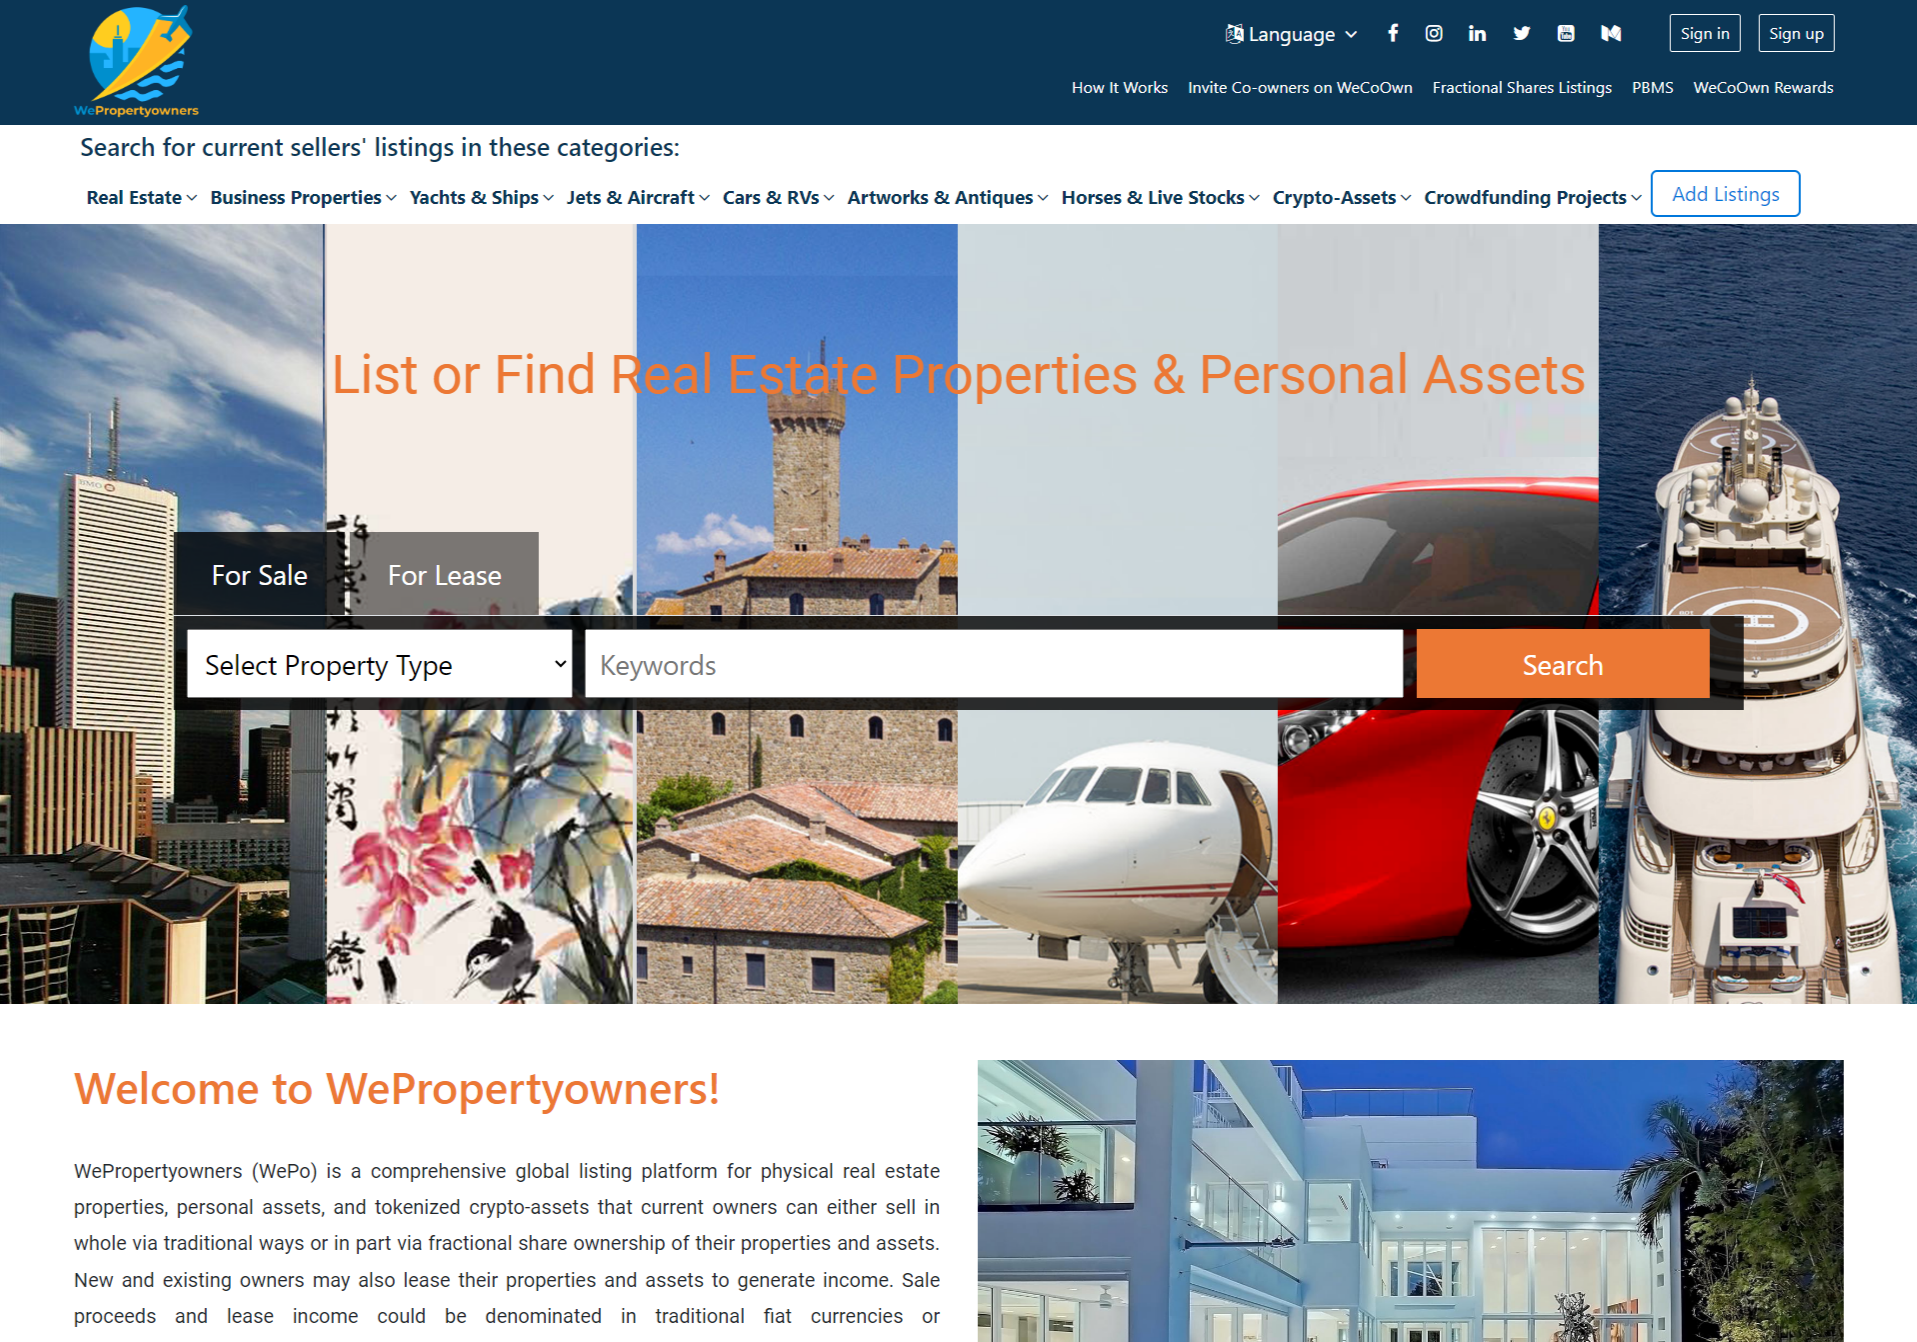 WePropertyowners
Language
Sign in
Sign up
How It Works
Invite Co-owners on WeCoOwn
Fractional Shares Listings
PBMS
WeCoOwn Rewards
Search for current sellers' listings in these categories:
Real Estate
Business Properties
Yachts & Ships
Jets & Aircraft
Cars & RVs
Artworks & Antiques
Horses & Live Stocks
Crypto-Assets
Crowdfunding Projects
Add Listings
List or Find Real Estate Properties & Personal Assets
BMO
For Sale
For Lease
Select Property Type
Keywords
Search
H
Welcome to WePropertyowners!
WePropertyowners (WePo) is a comprehensive global listing platform for physical real estate
properties, personal assets, and tokenized crypto-assets that current owners can either sell in
whole via traditional ways or in part via fractional share ownership of their properties and assets.
New and existing owners may also lease their properties and assets to generate income. Sale
proceeds and lease income could be denominated in traditional fiat currencies or